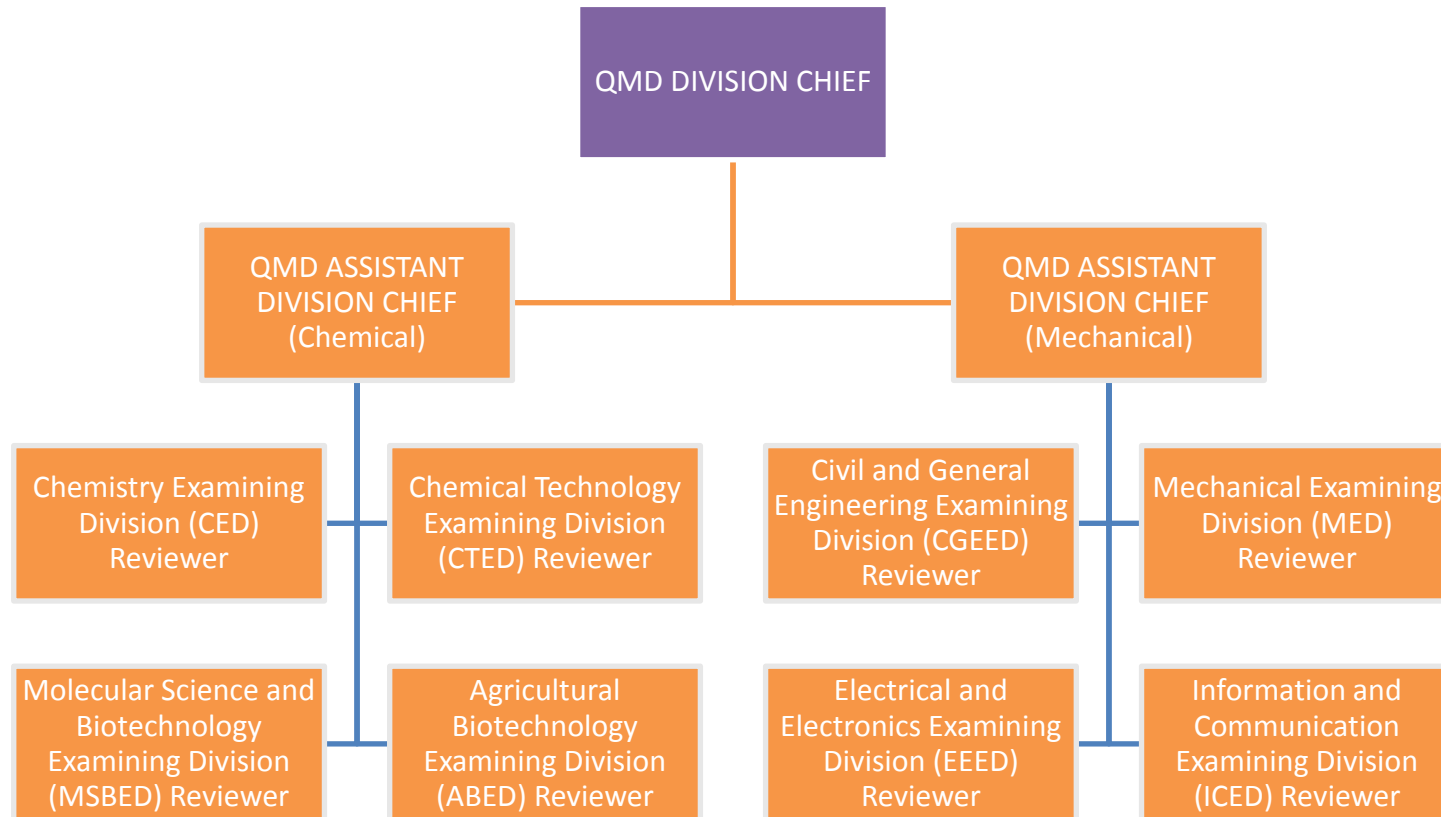 QMD DIVISION CHIEF
QMD ASSISTANT
DIVISION CHIEF
(Chemical)
QMD ASSISTANT
DIVISION CHIEF
(Mechanical)
Chemistry Examining
Division (CED)
Reviewer
Chemical Technology
Examining Division
(CTED) Reviewer
Civil and General
Engineering Examining
Division (CGEED)
Reviewer
Mechanical Examining
Division (MED)
Reviewer
Molecular Science and
Biotechnology
Examining Division
(MSBED) Reviewer
Agricultural
Biotechnology
Examining Division
(ABED) Reviewer
Electrical and
Electronics Examining
Division (EEED)
Reviewer
Information and
Communication
Examining Division
(ICED) Reviewer